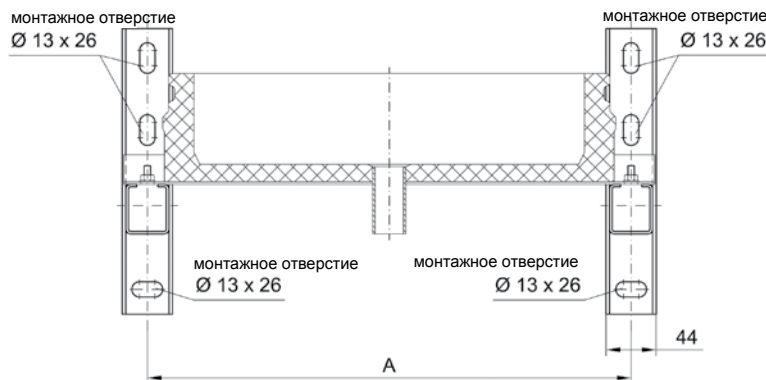 монтажное отверстие
Ø 13 x 26
монтажное отверстие
Ø 13 x 26
монтажное отверстие
Ø 13 x 26
монтажное отверстие
Ø 13 x 26
44
A